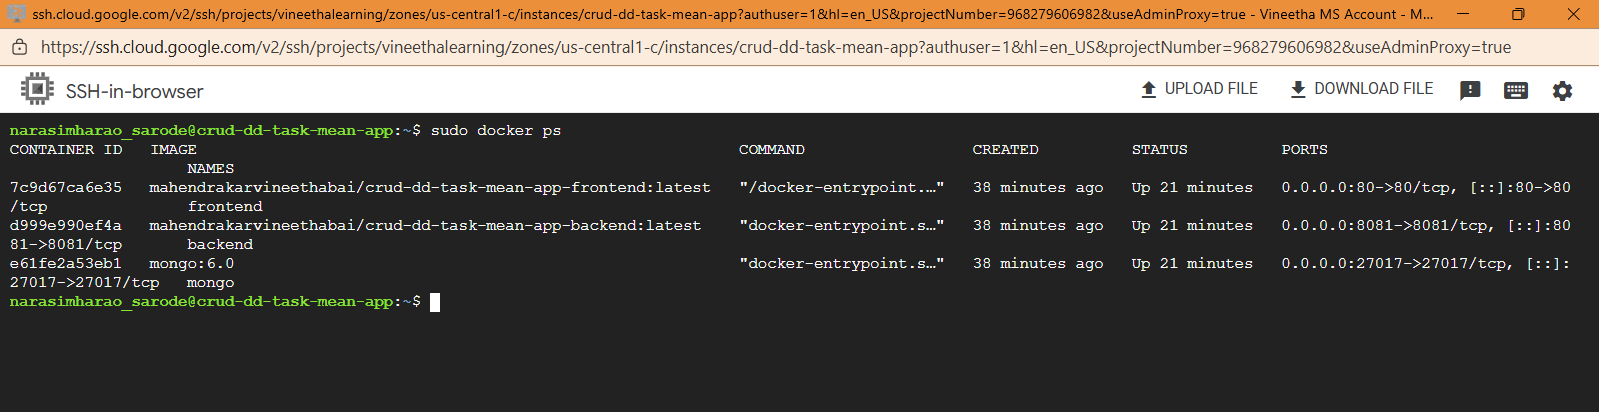 ssh.cloud.google.com/v2/ssh/projects/vineethalearning/zones/us-central1-c/instances/crud-dd-task-mean-app?authuser=1&hl=en_US&projectNumber=968279606982&useAdminProxy=true - Vineetha MS Account - M...
https://ssh.cloud.google.com/v2/ssh/projects/vineethalearning/zones/us-central1-c/instances/crud-dd-task-mean-app?authuser=1&hl=en_US&projectNumber=968279606982&useAdminProxy=true
SSH-in-browser UPLOAD FILE DOWNLOAD FILE
narasimharao_sarode@crud-dd-task-mean-app:~$ sudo docker ps
CONTAINER ID IMAGE COMMAND CREATED STATUS PORTS
NAMES
7c9d67ca6e35 mahendrakarvineethabai/crud-dd-task-mean-app-frontend:latest "/docker-entrypoint.…" 38 minutes ago Up 21 minutes 0.0.0.0:80->80/tcp, [::]:80->80
/tcp frontend
d999e990ef4a mahendrakarvineethabai/crud-dd-task-mean-app-backend:latest "docker-entrypoint.s…" 38 minutes ago Up 21 minutes 0.0.0.0:8081->8081/tcp, [::]:80
81->8081/tcp backend
e61fe2a53eb1 mongo:6.0 "docker-entrypoint.s…" 38 minutes ago Up 21 minutes 0.0.0.0:27017->27017/tcp, [::]:
27017->27017/tcp mongo
narasimharao_sarode@crud-dd-task-mean-app:~$